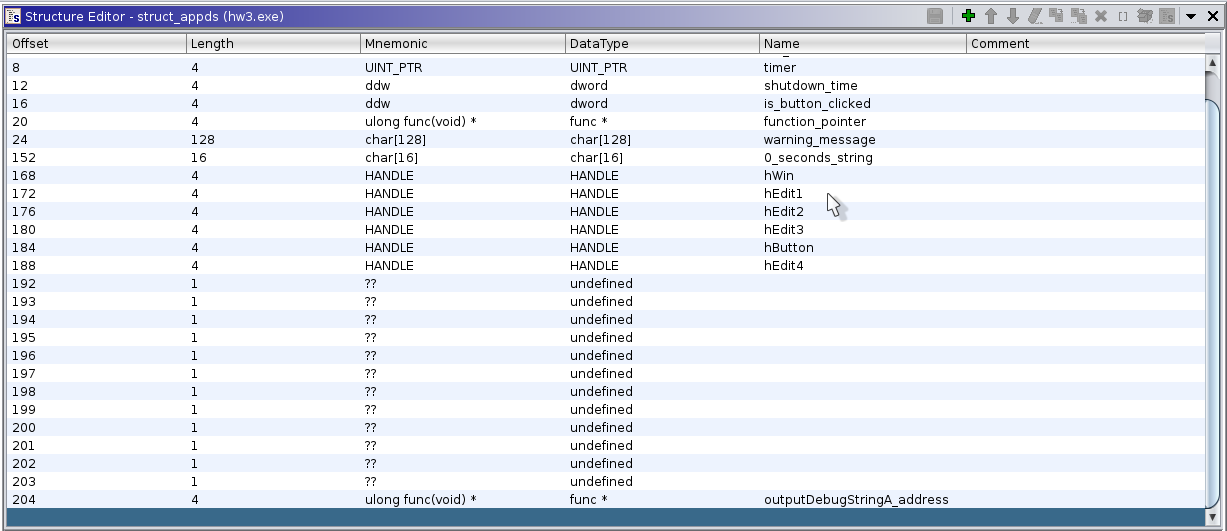 Structure Editor - struct_appds (hw3.exe)
Offset Length Mnemonic DataType Name Comment
8 4 UINT_PTR UINT_PTR timer
12 4 ddw dword shutdown_time
16 4 ddw dword is_button_clicked
20 4 ulong func(void) * func * function_pointer
24 128 char[128] char[128] warning_message
152 16 char[16] char[16] 0_seconds_string
168 4 HANDLE HANDLE hWin
172 4 HANDLE HANDLE hEdit1
176 4 HANDLE HANDLE hEdit2
180 4 HANDLE HANDLE hEdit3
184 4 HANDLE HANDLE hButton
188 4 HANDLE HANDLE hEdit4
192 1 ?? undefined
193 1 ?? undefined
194 1 ?? undefined
195 1 ?? undefined
196 1 ?? undefined
197 1 ?? undefined
198 1 ?? undefined
199 1 ?? undefined
200 1 ?? undefined
201 1 ?? undefined
202 1 ?? undefined
203 1 ?? undefined
204 4 ulong func(void) * func * outputDebugStringA_address